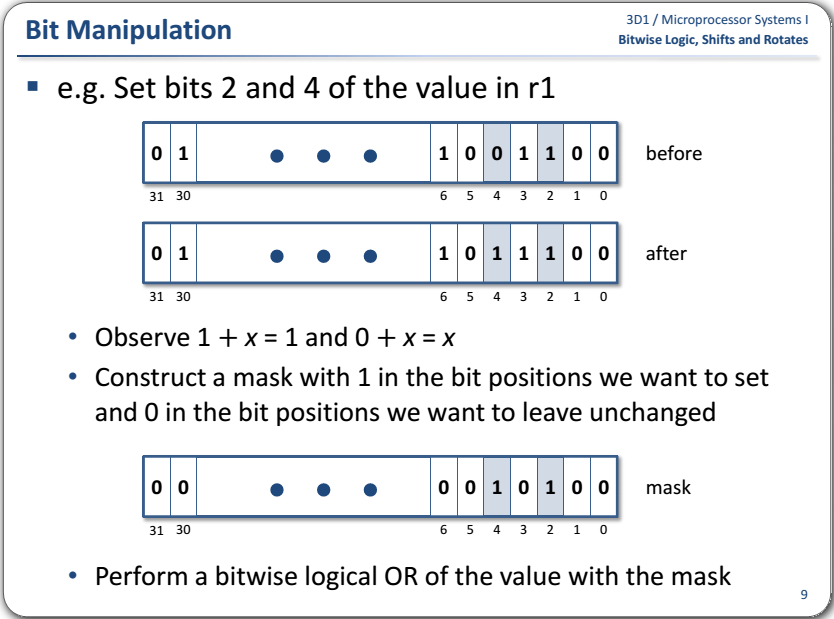 Bit Manipulation
3D1 / Microprocessor Systems I
Bitwise Logic, Shifts and Rotates
e.g. Set bits 2 and 4 of the value in r1
0 1 ● ● ● 1 0 0 1 1 0 0 before
31 30 6 5 4 3 2 1 0
0 1 ● ● ● 1 0 1 1 1 0 0 after
31 30 6 5 4 3 2 1 0
• Observe 1 + x = 1 and 0 + x = x
• Construct a mask with 1 in the bit positions we want to set
and 0 in the bit positions we want to leave unchanged
0 0 ● ● ● 0 0 1 0 1 0 0 mask
31 30 6 5 4 3 2 1 0
• Perform a bitwise logical OR of the value with the mask
9